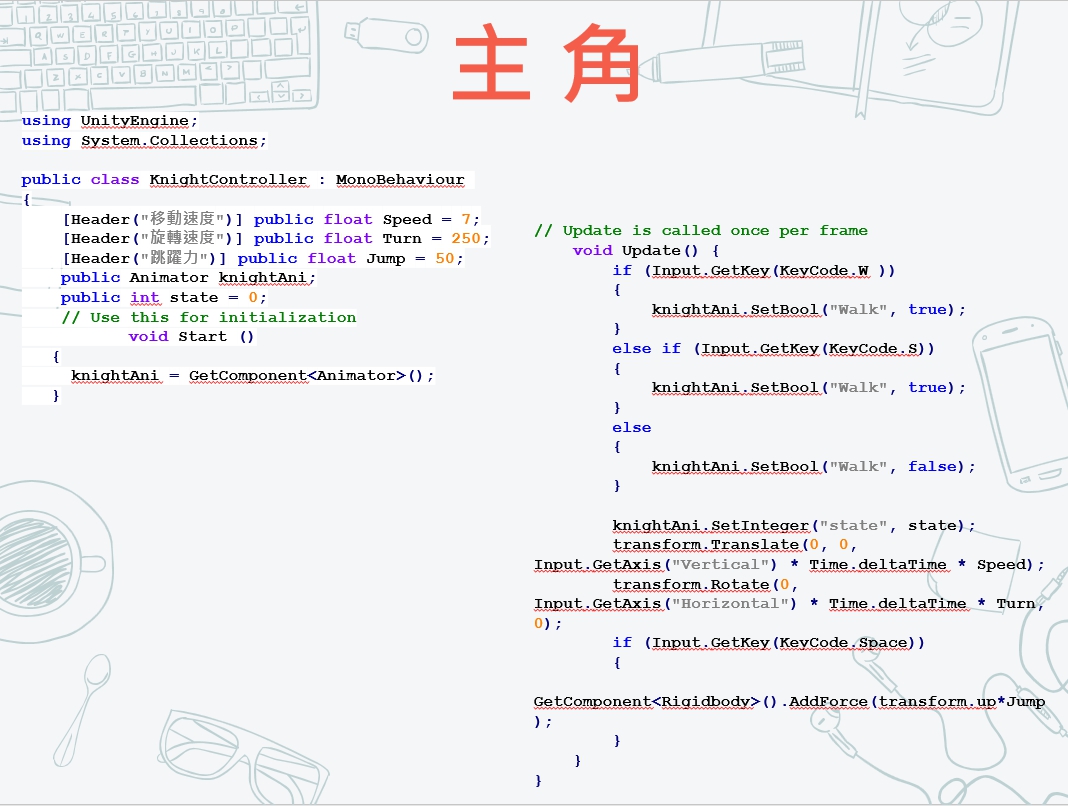 主 角
using UnityEngine;
using System.Collections;
public class KnightController : MonoBehaviour
{
[Header("移動速度")] public float Speed = 7;
[Header("旋轉速度")] public float Turn = 250;
[Header("跳躍力")] public float Jump = 50;
public Animator knightAni;
public int state = 0;
// Use this for initialization
void Start ()
{
knightAni = GetComponent<Animator>();
}
// Update is called once per frame
void Update() {
if (Input.GetKey(KeyCode.W ))
{
knightAni.SetBool("Walk", true);
}
else if (Input.GetKey(KeyCode.S))
{
knightAni.SetBool("Walk", true);
}
else
{
knightAni.SetBool("Walk", false);
}
knightAni.SetInteger("state", state);
transform.Translate(0, 0,
Input.GetAxis("Vertical") * Time.deltaTime * Speed);
transform.Rotate(0,
Input.GetAxis("Horizontal") * Time.deltaTime * Turn,
0);
if (Input.GetKey(KeyCode.Space))
{
GetComponent<Rigidbody>().AddForce(transform.up*Jump
);
}
}
}